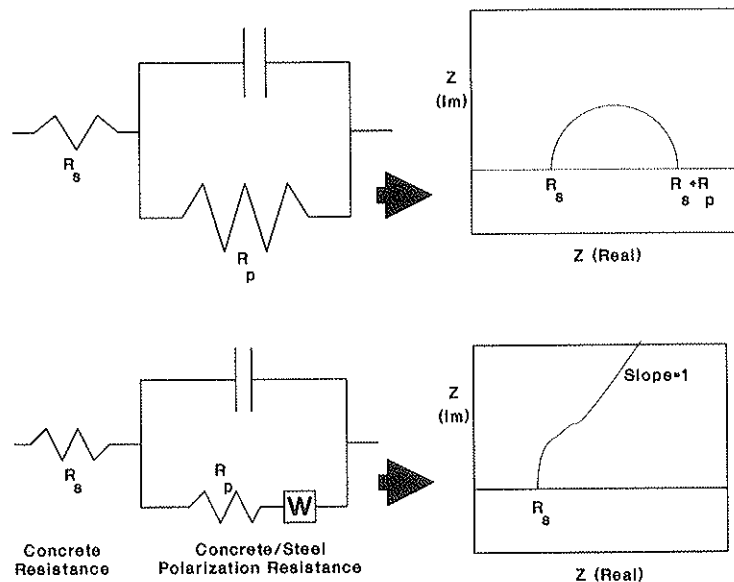 R s
R p
Z
(Im)
R s
R s + R p
Z (Real)
R s
R p
W
Concrete
Resistance
Concrete/Steel
Polarization Resistance
Z
(Im)
Slope=1
R s
Z (Real)